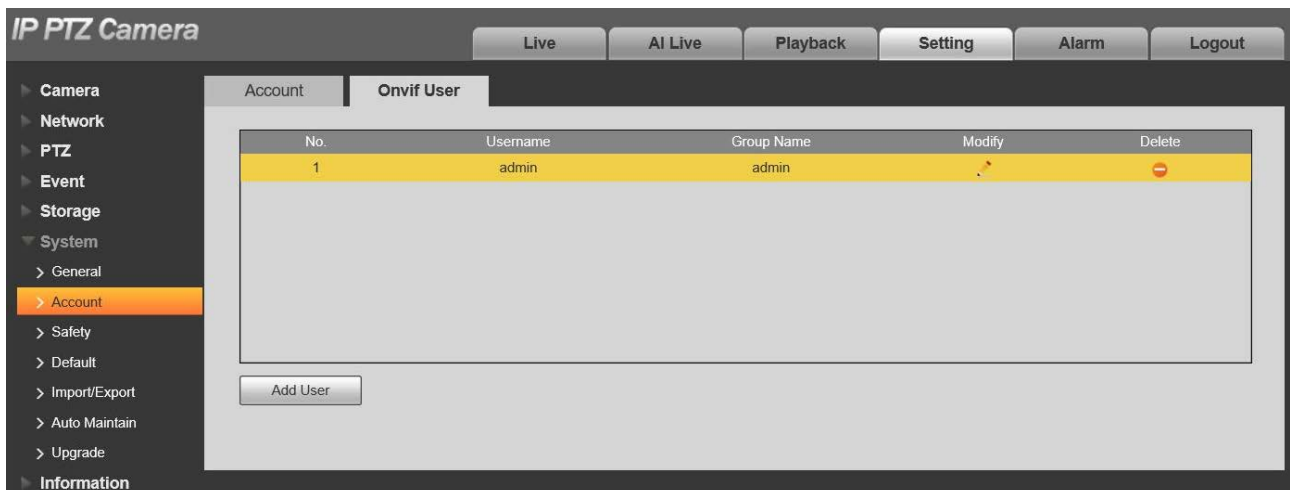 IP PTZ Camera
Live AI Live Playback Setting Alarm Logout
Camera
Network
PTZ
Event
Storage
System
General
Account
Safety
Default
Import/Export
Auto Maintain
Upgrade
Information
Account Onvif User
No. Username Group Name Modify Delete
1 admin admin
Add User